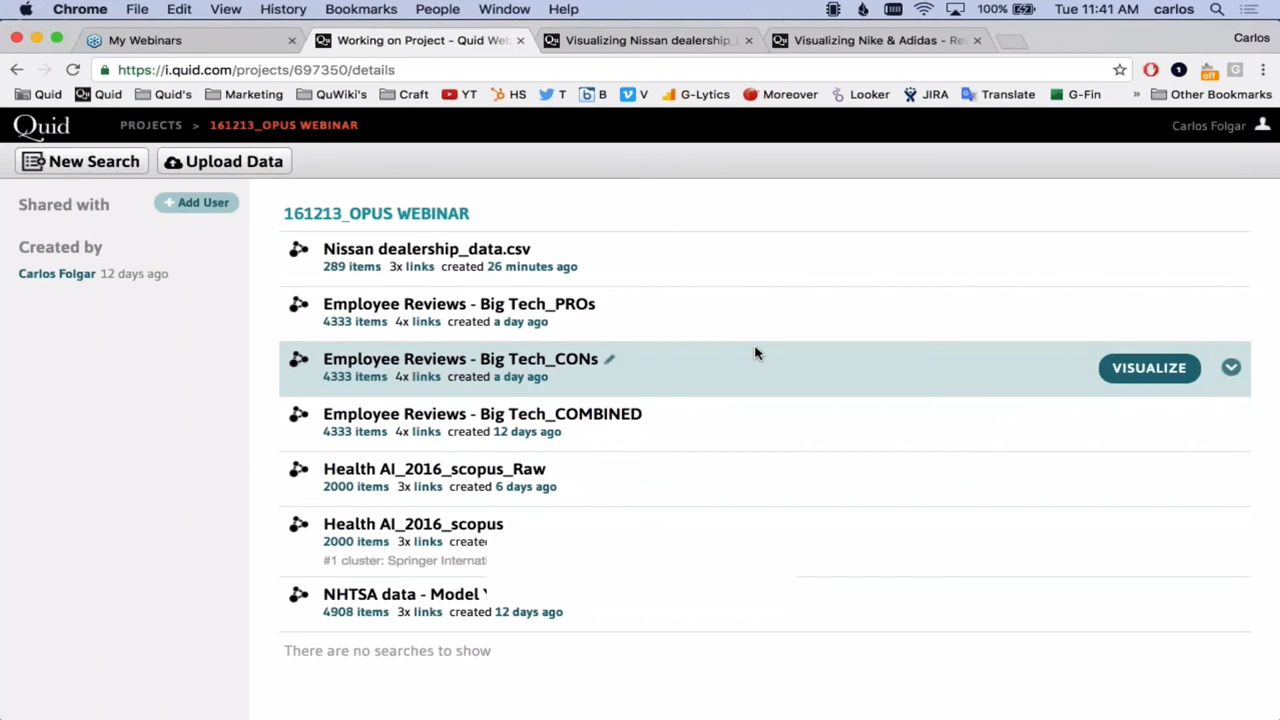 Chrome File Edit View History Bookmarks People Window Help 100% Tue 11:41 AM carlos
My Webinars Working on Project - Quid Web Visualizing Nissan dealership_ Visualizing Nike & Adidas - Re Carlos
https://i.quid.com/projects/697350/details
Quid Quid Quid's Marketing QuWiki's Craft YT HS T B V G-Lytics Moreover Looker JIRA Translate G-Fin » Other Bookmarks
Quid PROJECTS > 161213_OPUS WEBINAR Carlos Folgar
New Search Upload Data
Shared with + Add User
Created by
Carlos Folgar 12 days ago
161213_OPUS WEBINAR
Nissan dealership_data.csv
289 items 3x links created 26 minutes ago
Employee Reviews - Big Tech_PROs
4333 items 4x links created a day ago
Employee Reviews - Big Tech_CONs
4333 items 4x links created a day ago
VISUALIZE
Employee Reviews - Big Tech_COMBINED
4333 items 4x links created 12 days ago
Health AI_2016_scopus_Raw
2000 items 3x links created 6 days ago
Health AI_2016_scopus
2000 items 3x links create
#1 cluster: Springer Internati
NHTSA data - Model
4908 items 3x links created 12 days ago
There are no searches to show